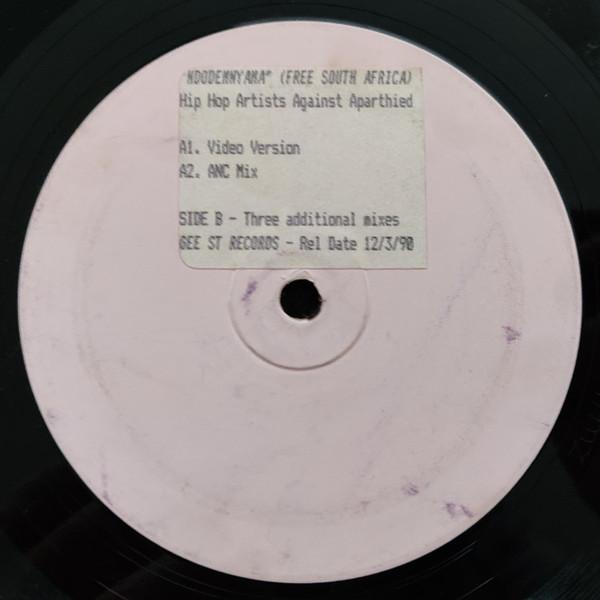 "NDODEMNYAMA" (FREE SOUTH AFRICA)
Hip Hop Artists Against Aparthied
A1. Video Version
A2. ANC Mix
SIDE B - Three additional mixes
GEE ST RECORDS - Rel Date 12/3/90